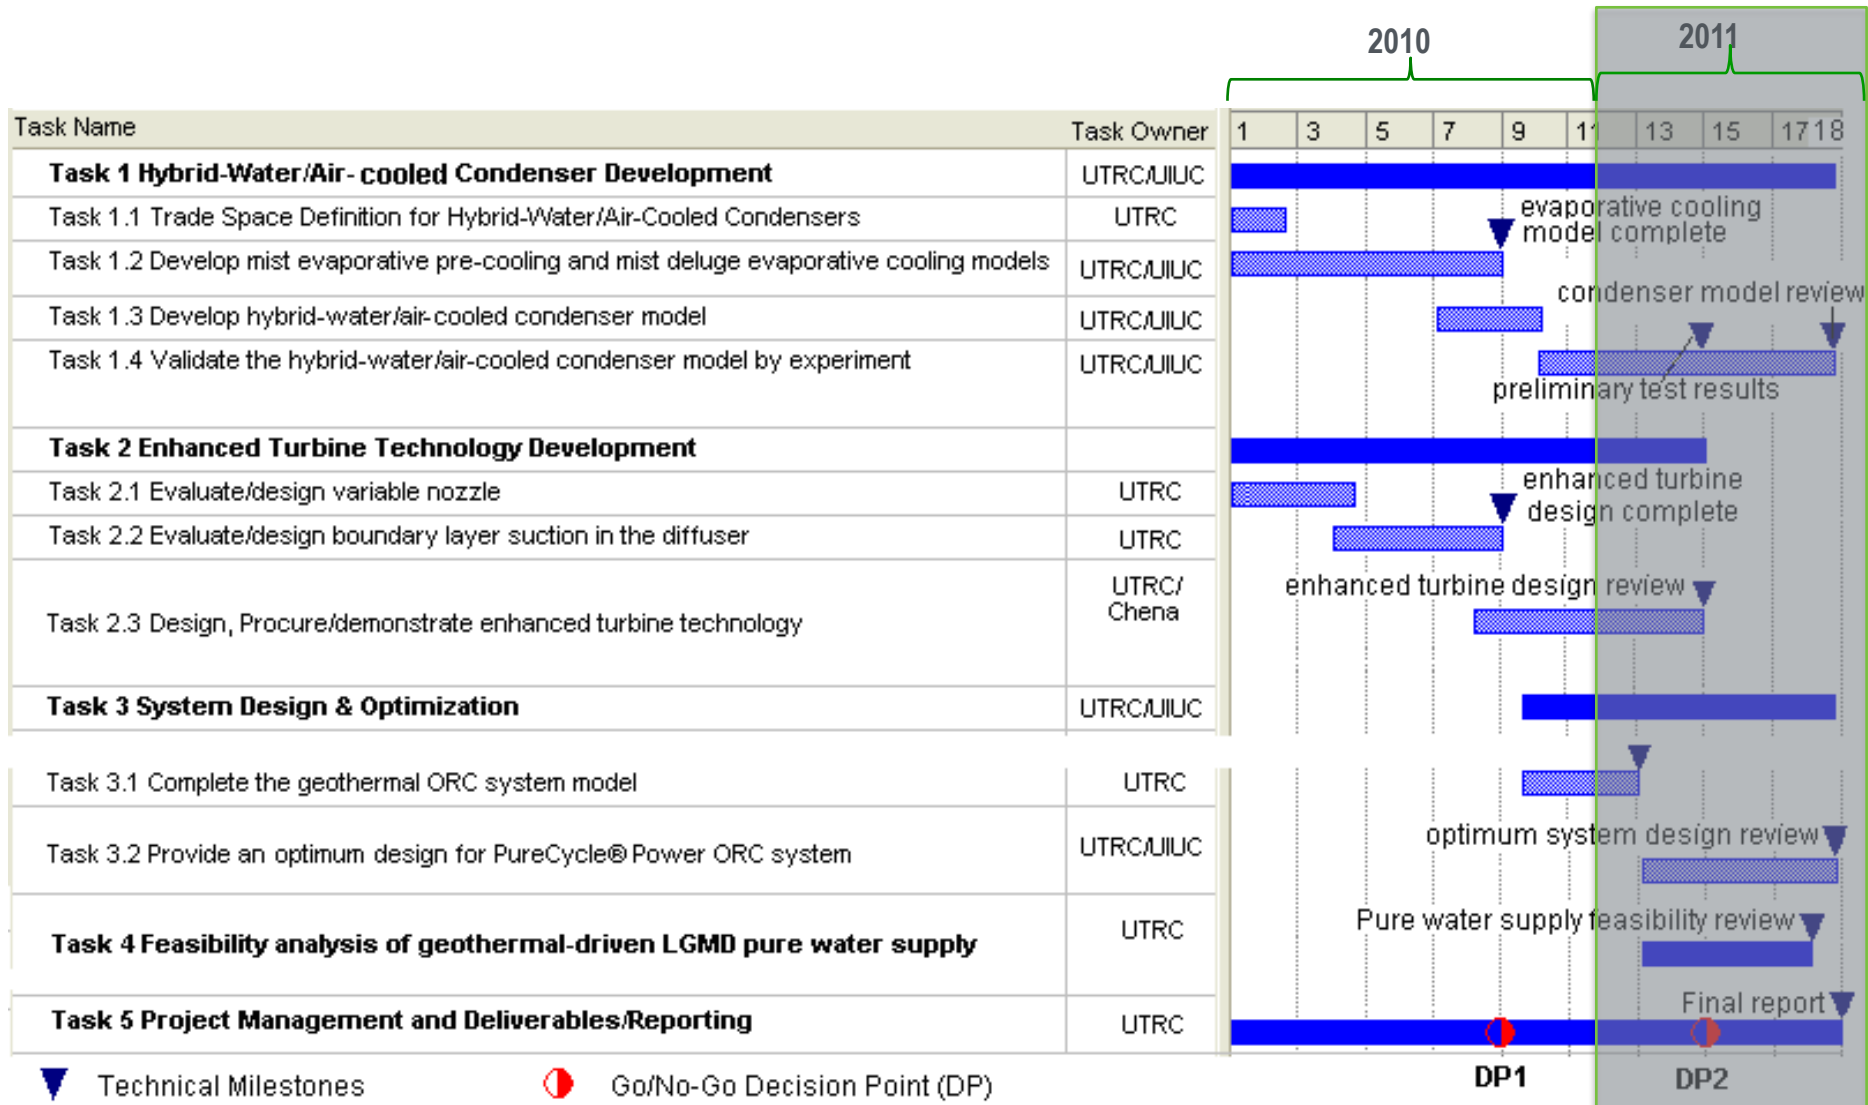 2010
2011
Task Name
Task Owner
1 3 5 7 9 11 13 15 17 18
Task 1 Hybrid-Water/Air-cooled Condenser Development
UTRC/UIUC
Task 1.1 Trade Space Definition for Hybrid-Water/Air-Cooled Condensers
UTRC
evaporative cooling
model complete
Task 1.2 Develop mist evaporative pre-cooling and mist deluge evaporative cooling models
UTRC/UIUC
condenser model review
Task 1.3 Develop hybrid-water/air-cooled condenser model
UTRC/UIUC
Task 1.4 Validate the hybrid-water/air-cooled condenser model by experiment
UTRC/UIUC
preliminary test results
Task 2 Enhanced Turbine Technology Development
Task 2.1 Evaluate/design variable nozzle
UTRC
enhanced turbine
design complete
Task 2.2 Evaluate/design boundary layer suction in the diffuser
UTRC
enhanced turbine design review
Task 2.3 Design, Procure/demonstrate enhanced turbine technology
UTRC/
Chena
Task 3 System Design & Optimization
UTRC/UIUC
Task 3.1 Complete the geothermal ORC system model
UTRC
optimum system design review
Task 3.2 Provide an optimum design for PureCycle® Power ORC system
UTRC/UIUC
Pure water supply feasibility review
Task 4 Feasibility analysis of geothermal-driven LGMD pure water supply
UTRC
Final report
Task 5 Project Management and Deliverables/Reporting
UTRC
DP1
DP2
Technical Milestones
Go/No-Go Decision Point (DP)